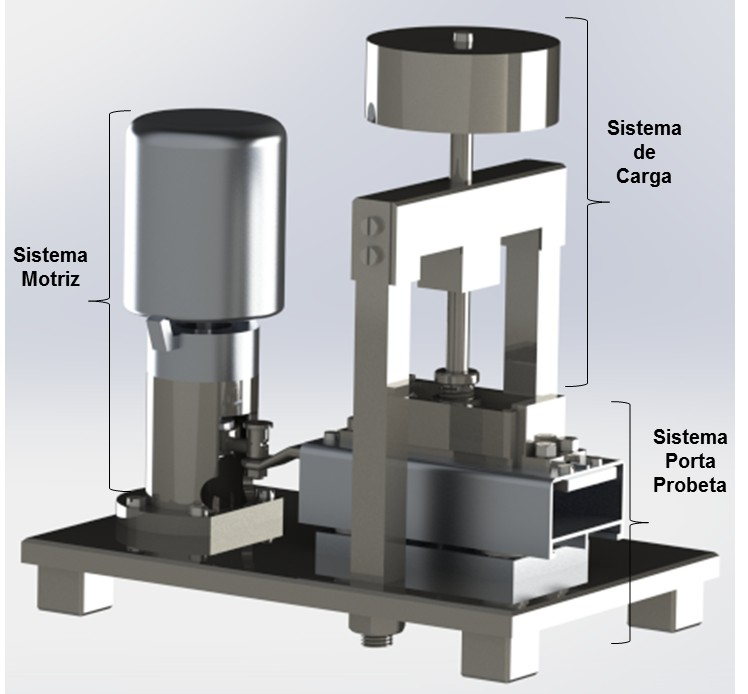 Sistema
de
Carga
Sistema
Motriz
Sistema
Porta
Probeta